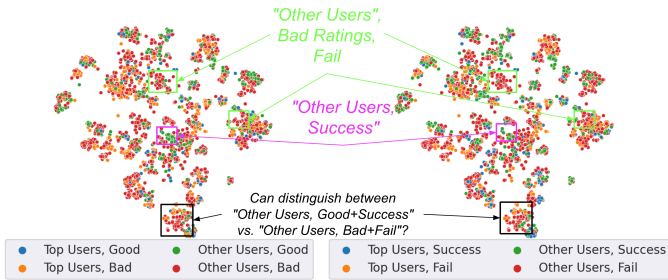 "Other Users",
Bad Ratings,
Fail
"Other Users,
Success"
Can distinguish between
"Other Users, Good+Success"
vs. "Other Users, Bad+Fail"?
Top Users, Good
Other Users, Good
Top Users, Bad
Other Users, Bad
Top Users, Success
Other Users, Success
Top Users, Fail
Other Users, Fail